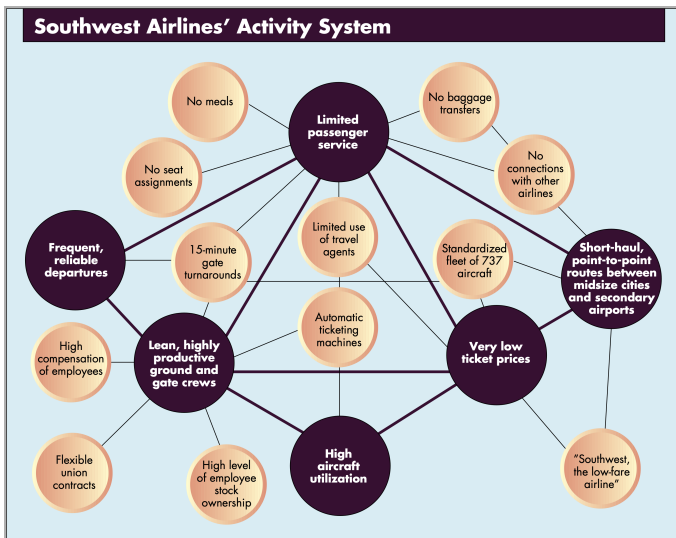 Southwest Airlines’ Activity System
No meals
No baggage
transfers
Limited
passenger
service
No seat
assignments
No
connections
with other
airlines
Frequent,
reliable
departures
15-minute
gate
turnarounds
Limited use
of travel
agents
Standardized
fleet of 737
aircraft
Short-haul,
point-to-point
routes between
midsize cities
and secondary
airports
High
compensation
of employees
Lean, highly
productive
ground and
gate crews
Automatic
ticketing
machines
Very low
ticket prices
Flexible
union
contracts
High level
of employee
stock
ownership
High
aircraft
utilization
”Southwest,
the low-fare
airline”